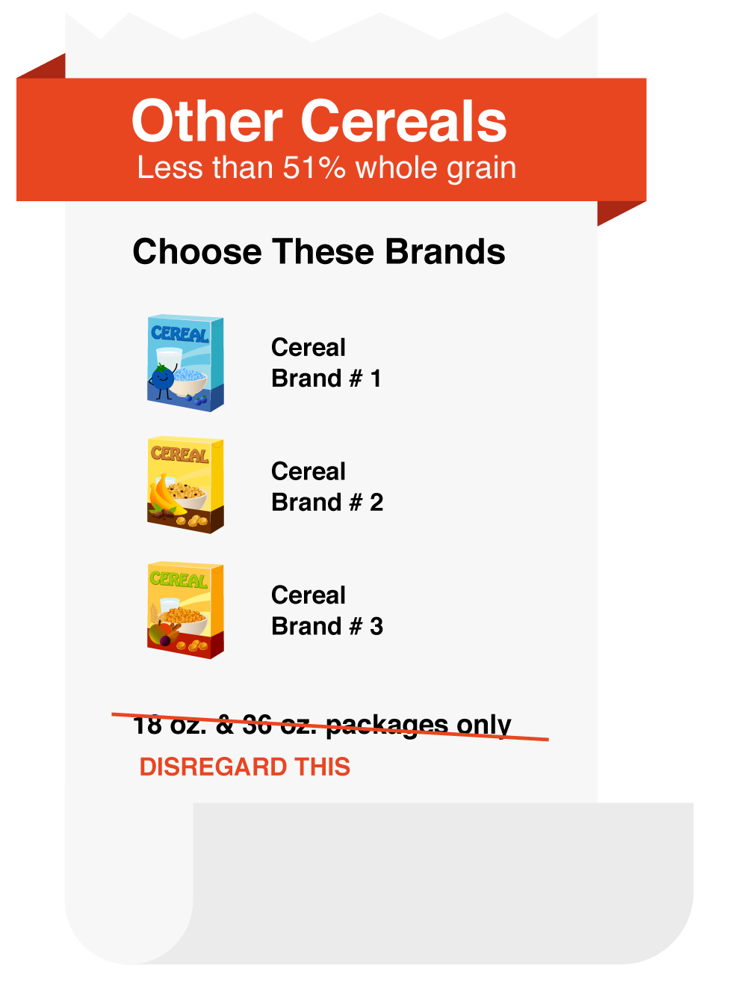 Other Cereals
Less than 51% whole grain
Choose These Brands
CEREAL
Cereal
Brand # 1
CEREAL
Cereal
Brand # 2
CEREAL
Cereal
Brand # 3
18 oz. & 36 oz. packages only
DISREGARD THIS